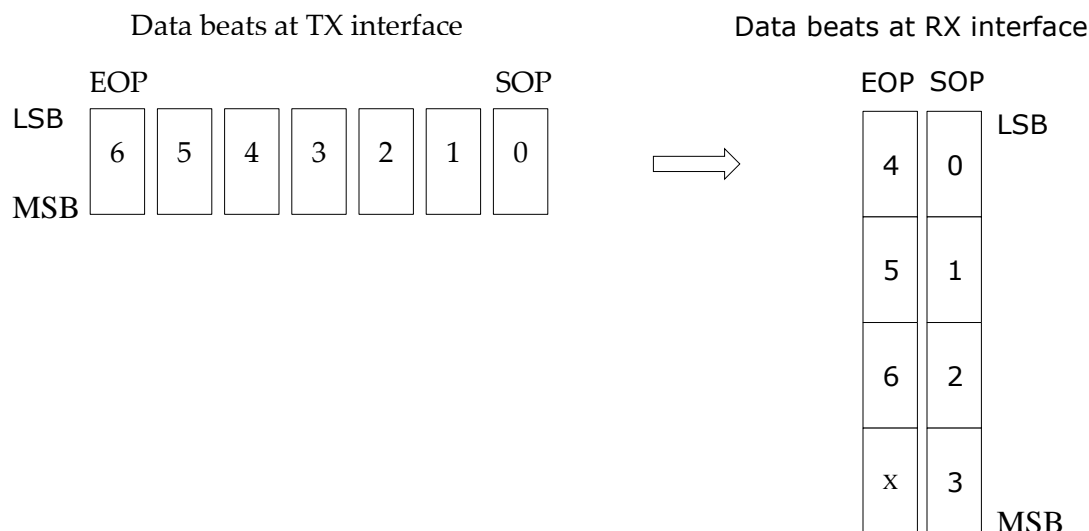 Data beats at TX interface
EOP SOP
LSB
6 5 4 3 2 1 0
MSB
Data beats at RX interface
EOP SOP
LSB
4 0
5 1
6 2
x 3
MSB